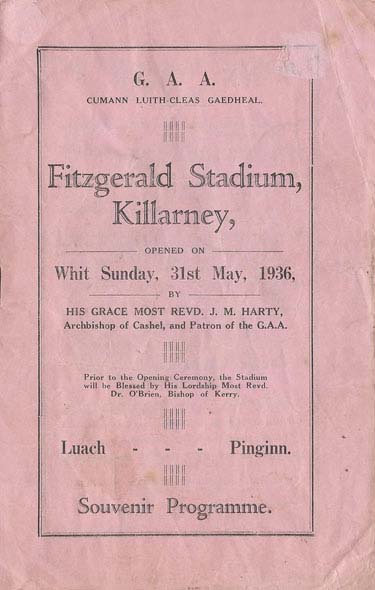 G. A. A.
CUMANN LUITH-CLEAS GAEDHEAL.
Fitzgerald Stadium,
Killarney,
OPENED ON
Whit Sunday, 31st May, 1936,
BY
HIS GRACE MOST REVD. J. M. HARTY,
Archbishop of Cashel, and Patron of the G.A.A.
Prior to the Opening Ceremony, the Stadium
will be Blessed by His Lordship Most Revd.
Dr. O'Brien, Bishop of Kerry.
Luach - - - Pinginn.
Souvenir Programme.